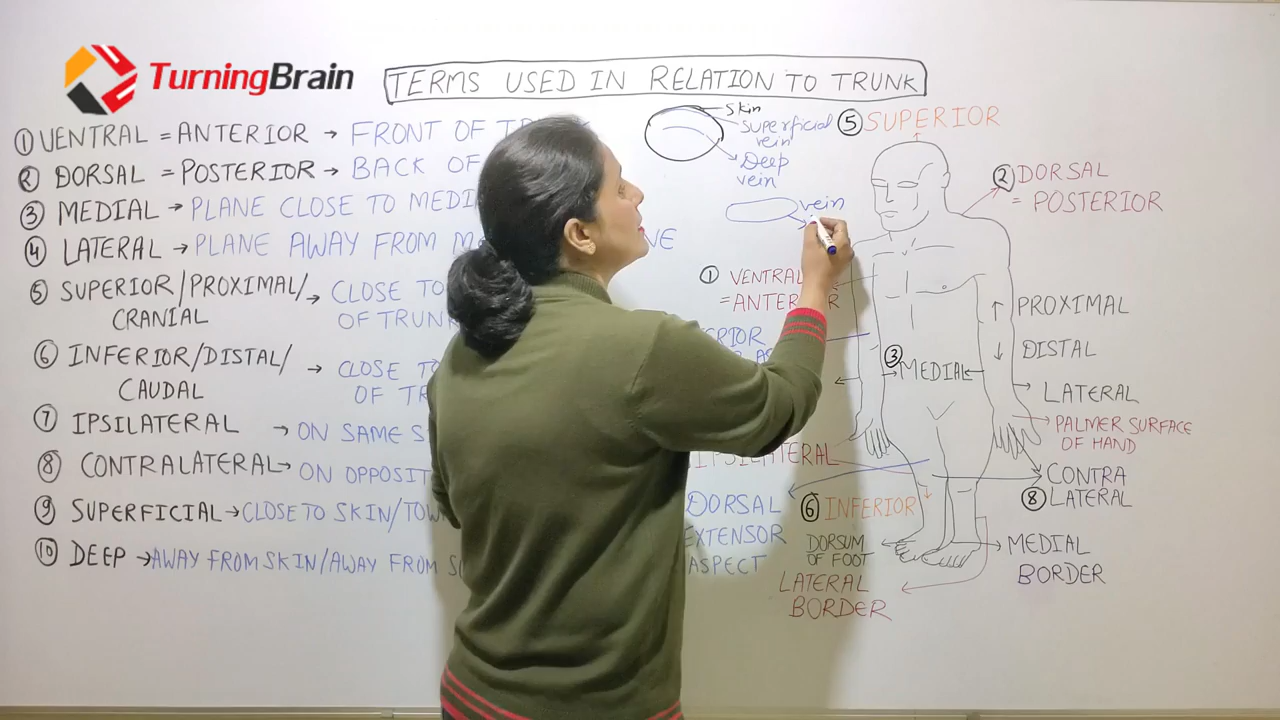 TurningBrain
TERMS USED IN RELATION TO TRUNK
① VENTRAL = ANTERIOR → FRONT OF
② DORSAL = POSTERIOR → BACK OF
③ MEDIAL → PLANE CLOSE TO
④ LATERAL → PLANE AWAY FROM
⑤ SUPERIOR/PROXIMAL/ → CLOSE TO
CRANIAL OF TRUNK
⑥ INFERIOR/DISTAL/ → CLOSE TO
CAUDAL OF
⑦ IPSILATERAL → ON SAME
⑧ CONTRALATERAL → ON
⑨ SUPERFICIAL → CLOSE TO SKIN/
⑩ DEEP → AWAY FROM SKIN/AWAY FROM
Skin
Superficial
vein
Deep
vein
vein
⑤ SUPERIOR
② DORSAL
= POSTERIOR
① VENTRAL
= ANTERIOR
PROXIMAL
DISTAL
③ MEDIAL
LATERAL
PALMER SURFACE
OF HAND
IPSILATERAL
CONTRA
⑧ LATERAL
DORSAL
EXTENSOR
ASPECT
⑥ INFERIOR
DORSUM
OF FOOT
LATERAL
BORDER
MEDIAL
BORDER